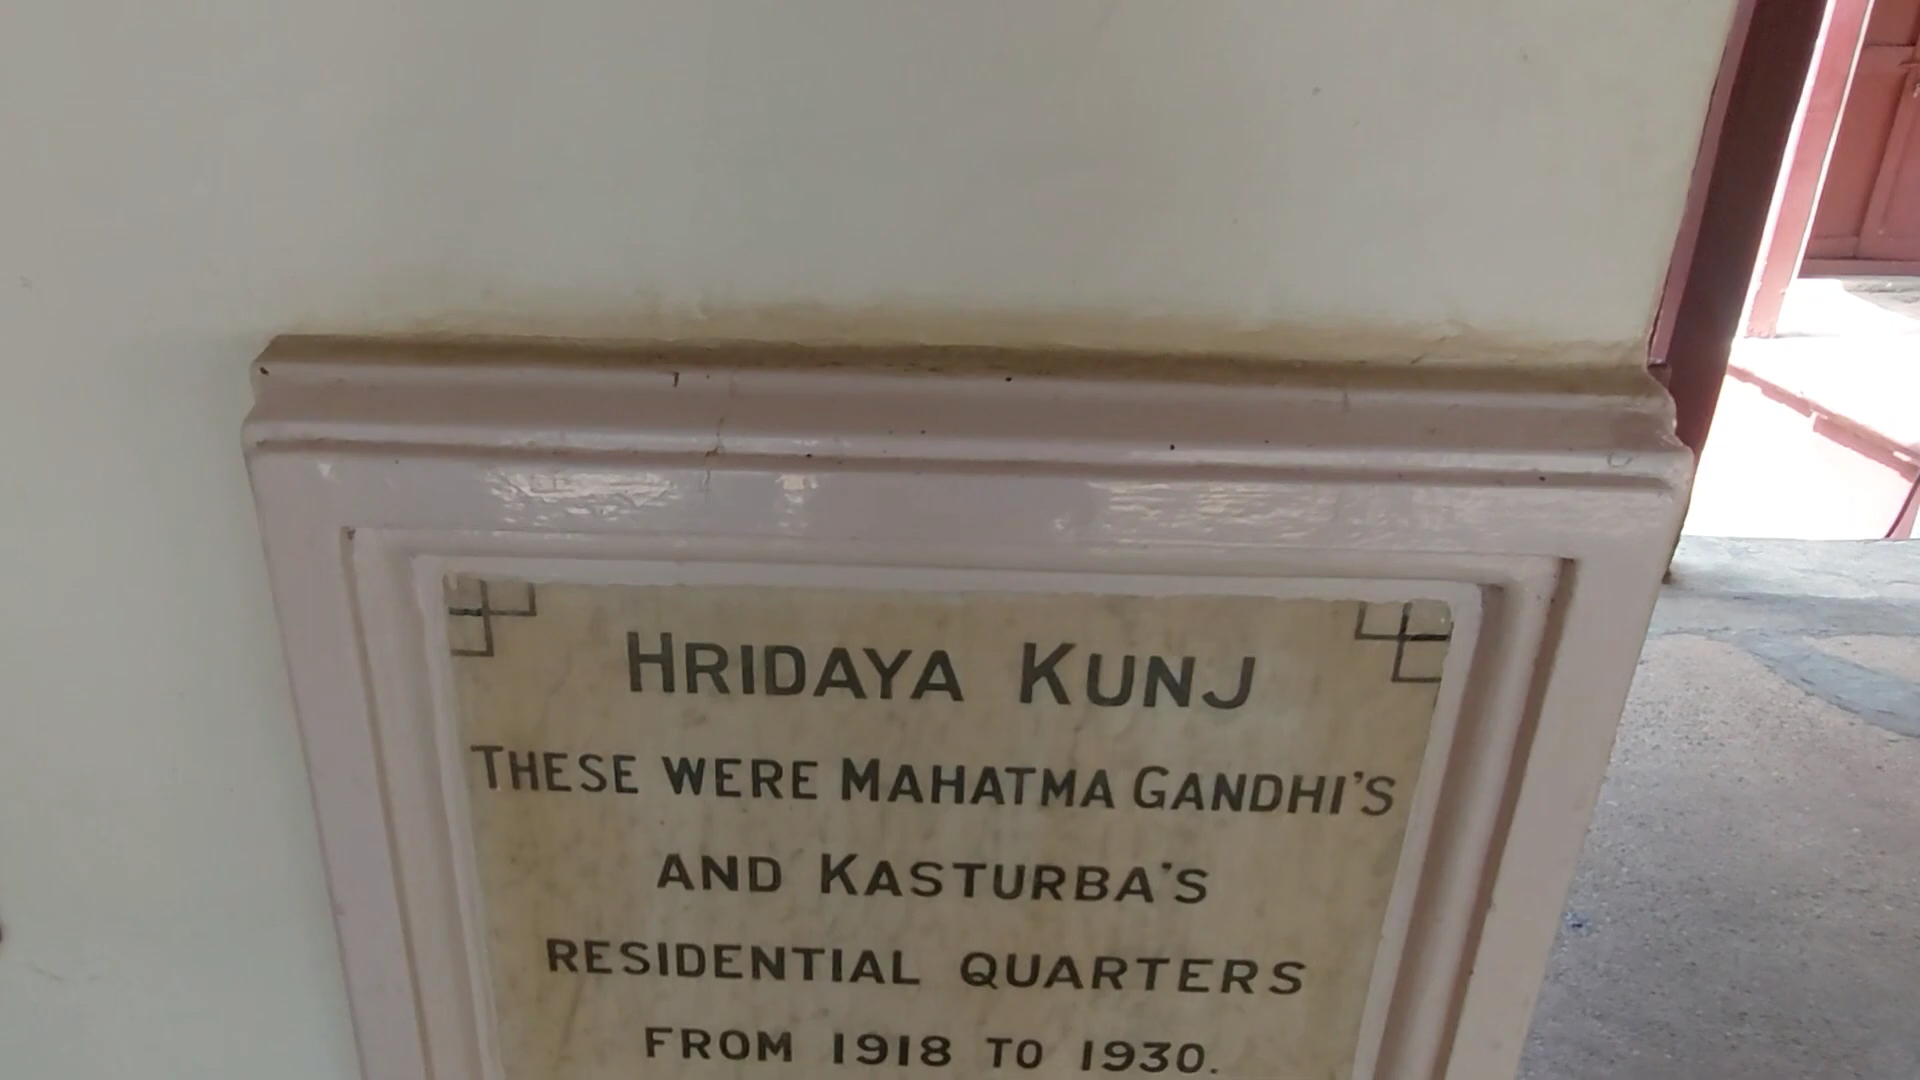 HRIDAYA KUNJ
THESE WERE MAHATMA GANDHI'S
AND KASTURBA'S
RESIDENTIAL QUARTERS
FROM 1918 TO 1930.